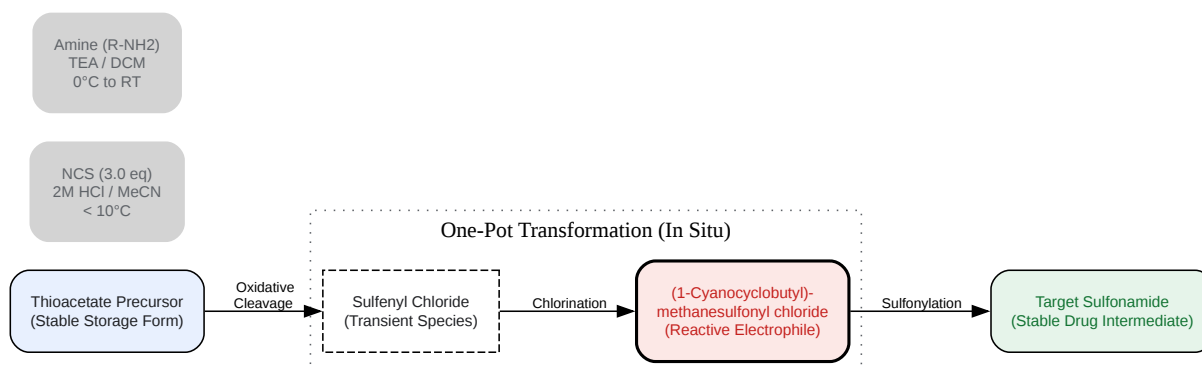 Amine (R-NH2)
TEA / DCM
0°C to RT
NCS (3.0 eq)
2M HCl / MeCN
< 10°C
One-Pot Transformation (In Situ)
Thioacetate Precursor
(Stable Storage Form)
Oxidative
Cleavage
Sulfenyl Chloride
(Transient Species)
Chlorination
(1-Cyanocyclobutyl)-
methanesulfonyl chloride
(Reactive Electrophile)
Sulfonylation
Target Sulfonamide
(Stable Drug Intermediate)